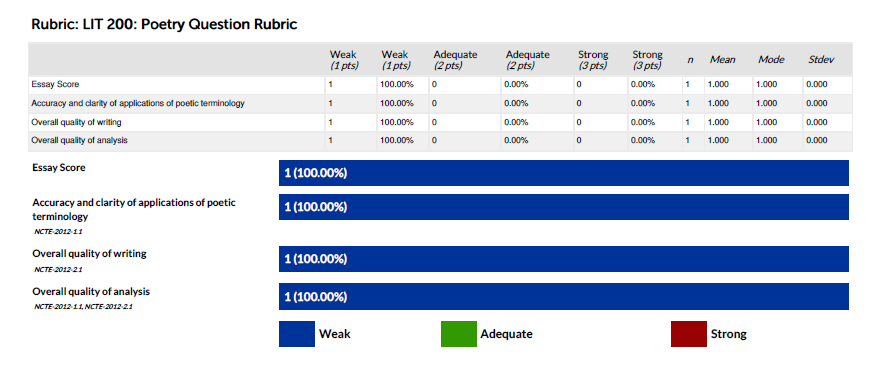 Rubric: LIT 200: Poetry Question Rubric
Weak Weak Adequate Adequate Strong Strong n Mean Mode Stdev
(1 pts) (1 pts) (2 pts) (2 pts) (3 pts) (3 pts)
Essay Score 1 100.00% 0 0.00% 0 0.00% 1 1.000 1.000 0.000
Accuracy and clarity of applications of poetic terminology 1 100.00% 0 0.00% 0 0.00% 1 1.000 1.000 0.000
Overall quality of writing 1 100.00% 0 0.00% 0 0.00% 1 1.000 1.000 0.000
Overall quality of analysis 1 100.00% 0 0.00% 0 0.00% 1 1.000 1.000 0.000
Essay Score 1 (100.00%)
Accuracy and clarity of applications of poetic 1 (100.00%)
terminology
NCTE-2012-1.1
Overall quality of writing 1 (100.00%)
NCTE-2012-2.1
Overall quality of analysis 1 (100.00%)
NCTE-2012-1.1, NCTE-2012-2.1
Weak Adequate Strong